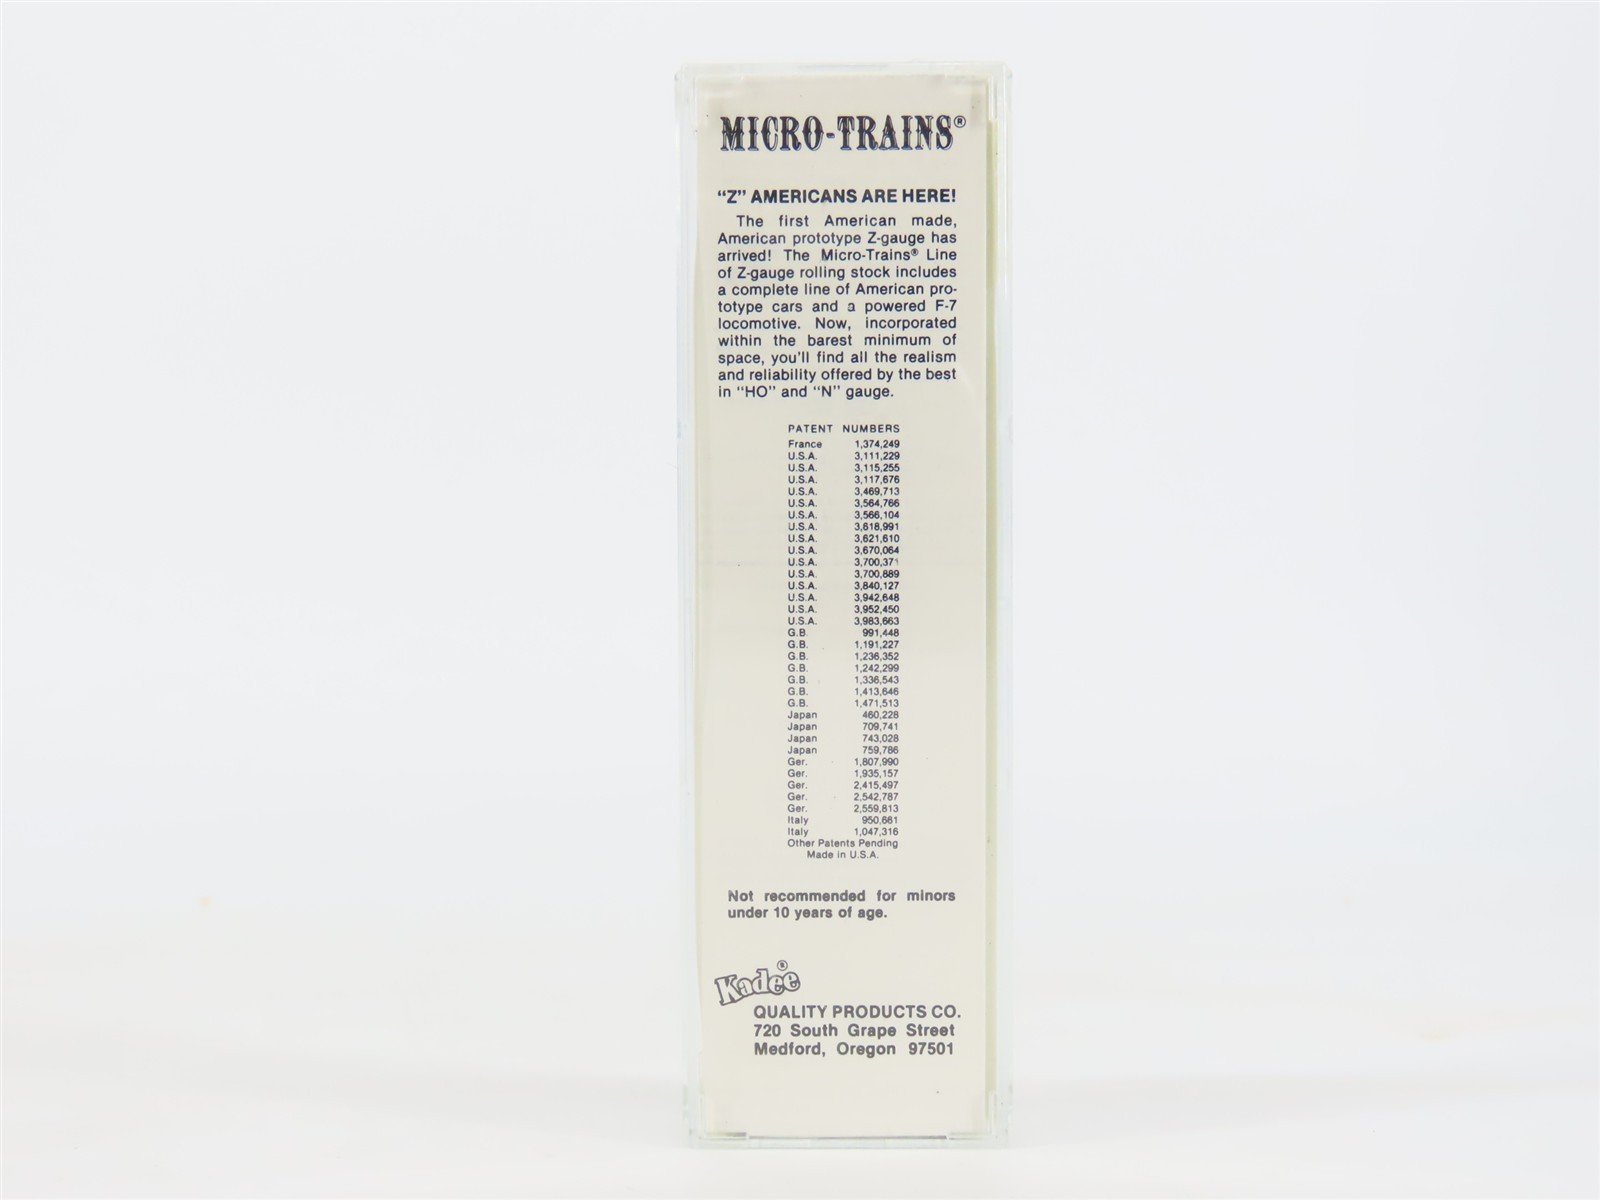 MICRO-TRAINS®
"Z" AMERICANS ARE HERE!
The first American made,
American prototype Z-gauge has
arrived! The Micro-Trains® Line
of Z-gauge rolling stock includes
a complete line of American pro-
totype cars and a powered F-7
locomotive. Now, incorporated
within the barest minimum of
space, you'll find all the realism
and reliability offered by the best
in "HO" and "N" gauge.
PATENT NUMBERS
France 1,374,249
U.S.A. 3,111,229
U.S.A. 3,115,255
U.S.A. 3,117,676
U.S.A. 3,469,713
U.S.A. 3,564,766
U.S.A. 3,566,104
U.S.A. 3,618,991
U.S.A. 3,621,610
U.S.A. 3,670,064
U.S.A. 3,700,371
U.S.A. 3,700,889
U.S.A. 3,840,127
U.S.A. 3,942,648
U.S.A. 3,952,450
U.S.A. 3,983,663
G.B. 991,448
G.B. 1,191,227
G.B. 1,236,352
G.B. 1,242,299
G.B. 1,336,543
G.B. 1,413,646
G.B. 1,471,513
Japan 460,228
Japan 709,741
Japan 743,028
Japan 759,786
Ger. 1,807,990
Ger. 1,935,157
Ger. 2,415,497
Ger. 2,542,787
Ger. 2,559,813
Italy 950,661
Italy 1,047,316
Other Patents Pending
Made in U.S.A.
Not recommended for minors
under 10 years of age.
Kadee®
QUALITY PRODUCTS CO.
720 South Grape Street
Medford, Oregon 97501